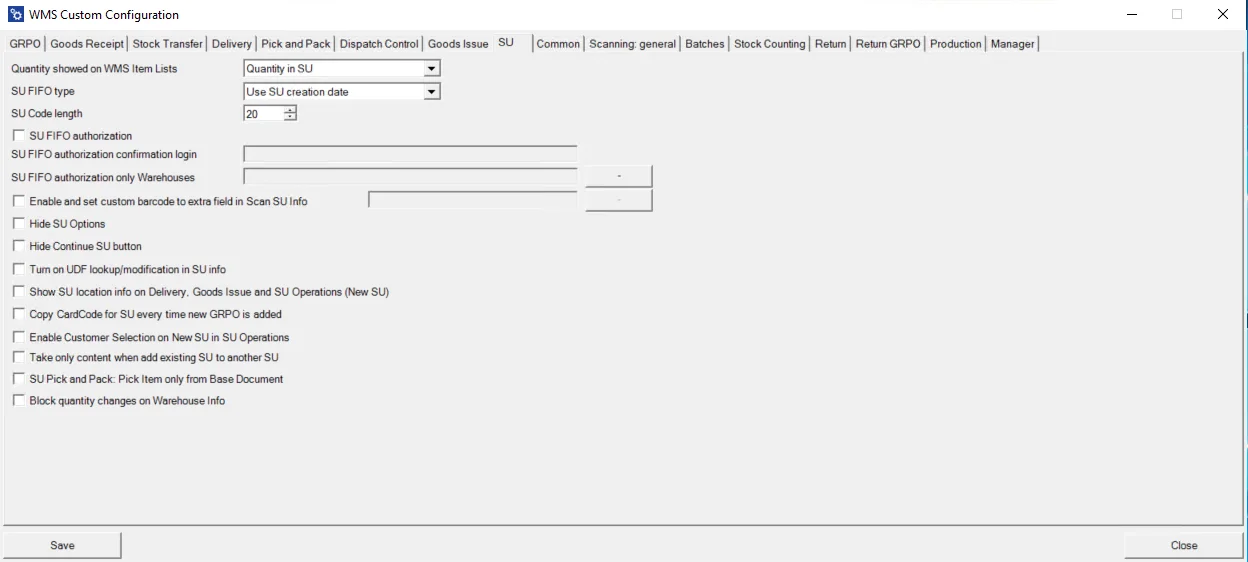 WMS Custom Configuration
GRPO Goods Receipt Stock Transfer Delivery Pick and Pack Dispatch Control Goods Issue SU Common Scanning: general Batches Stock Counting Return Return GRPO Production Manager
Quantity showed on WMS Item Lists Quantity in SU
SU FIFO type Use SU creation date
SU Code length 20
SU FIFO authorization
SU FIFO authorization confirmation login
SU FIFO authorization only Warehouses -
Enable and set custom barcode to extra field in Scan SU Info -
Hide SU Options
Hide Continue SU button
Turn on UDF lookup/modification in SU info
Show SU location info on Delivery, Goods Issue and SU Operations (New SU)
Copy CardCode for SU every time new GRPO is added
Enable Customer Selection on New SU in SU Operations
Take only content when add existing SU to another SU
SU Pick and Pack: Pick Item only from Base Document
Block quantity changes on Warehouse Info
Save Close